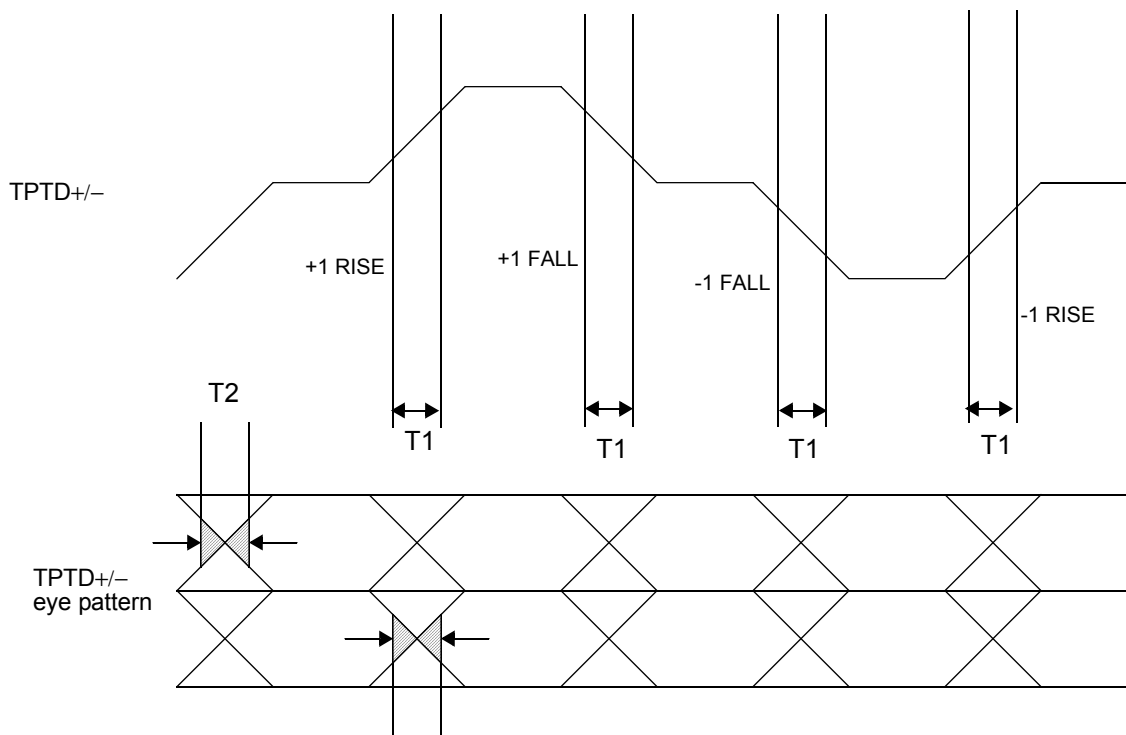 TPTD+/−
+1 RISE
+1 FALL
-1 FALL
-1 RISE
T2
T1
T1
T1
T1
TPTD+/−
eye pattern